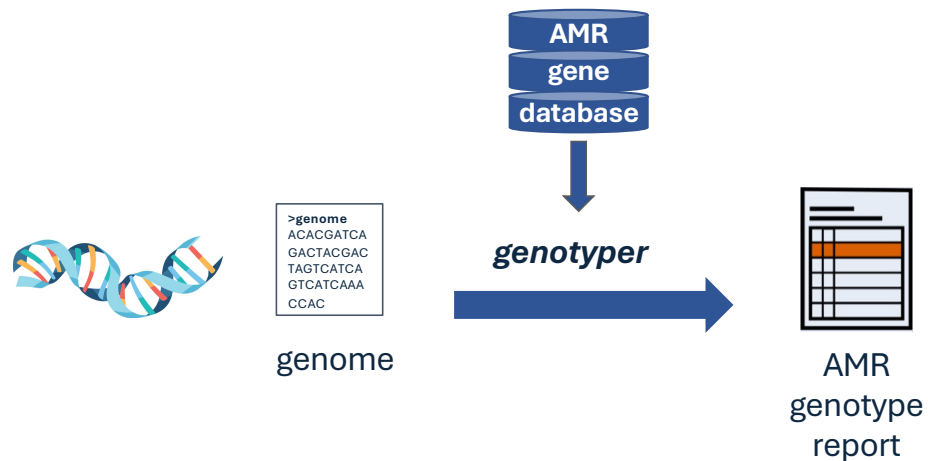 AMR
gene
database
>genome
ACACGATCA
GACTACGAC
TAGTCATCA
GTCATCAAA
CCAC
genotyper
genome
AMR
genotype
report